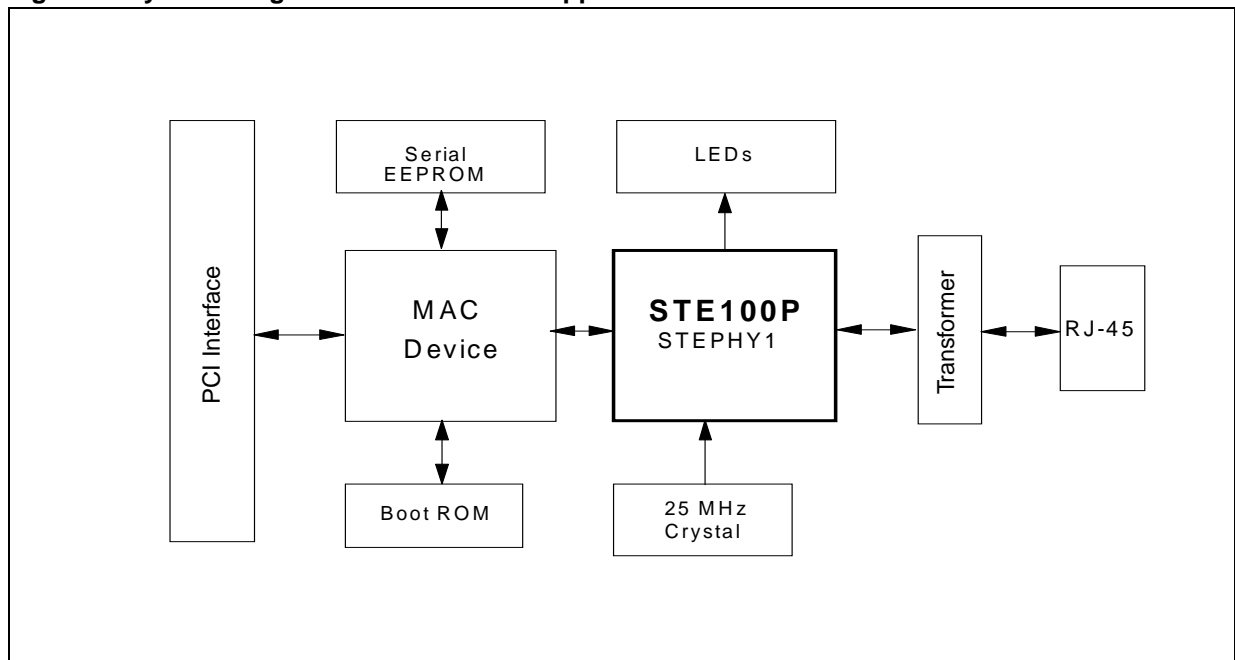 Serial
EEPROM
LEDs
PCI Interface
MAC
Device
STE100P
STEPHY1
Transformer
RJ-45
Boot ROM
25 MHz
Crystal